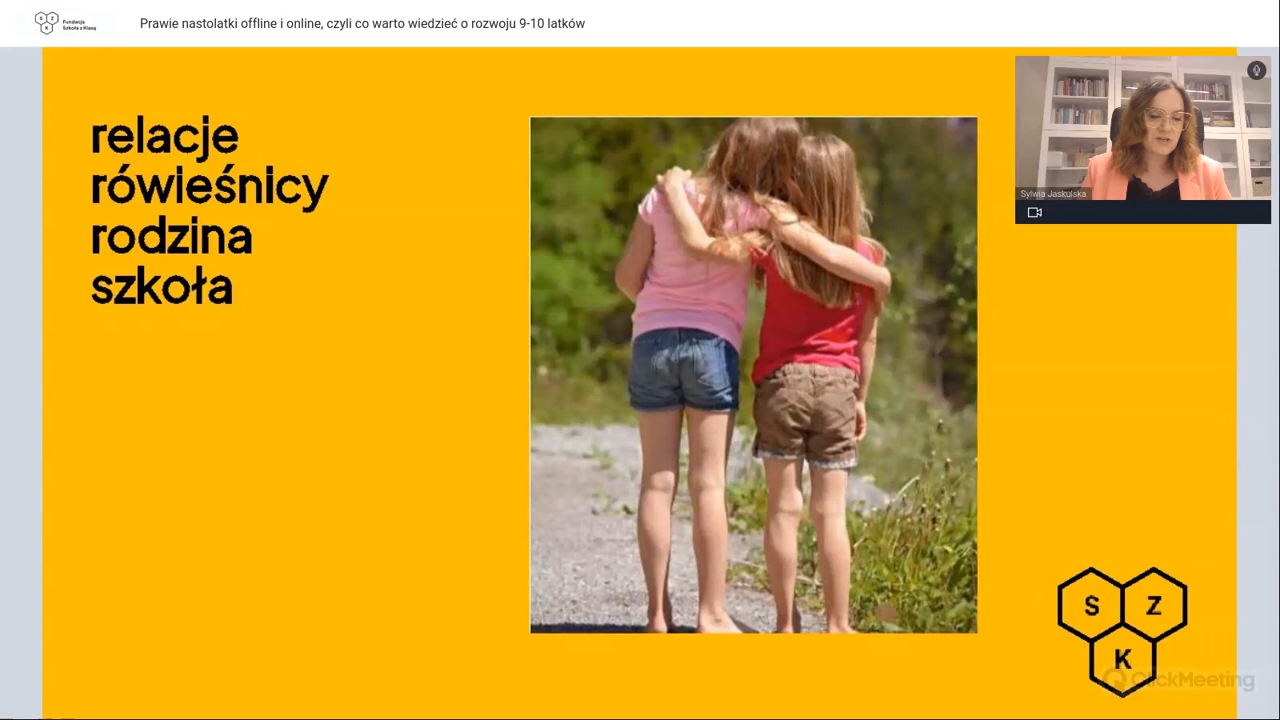 S Z
K
Fundacja
Szkoła z Klasą
Prawie nastolatki offline i online, czyli co warto wiedzieć o rozwoju 9-10 latków
relacje
rówieśnicy
rodzina
szkoła
Sylwia Jaskulska
S Z
K
ClickMeeting